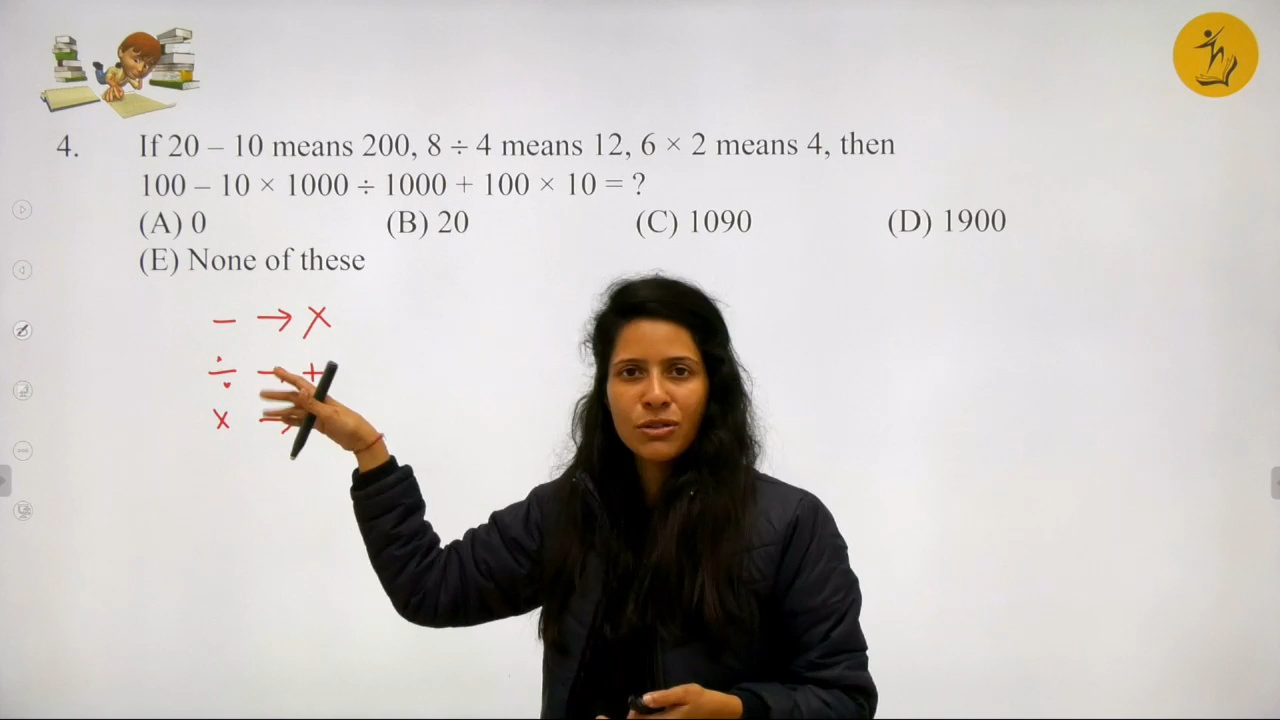 4. If 20 – 10 means 200, 8 ÷ 4 means 12, 6 × 2 means 4, then
100 – 10 × 1000 ÷ 1000 + 100 × 10 = ?
(A) 0 (B) 20 (C) 1090 (D) 1900
(E) None of these
– → ×
÷ → +
× →